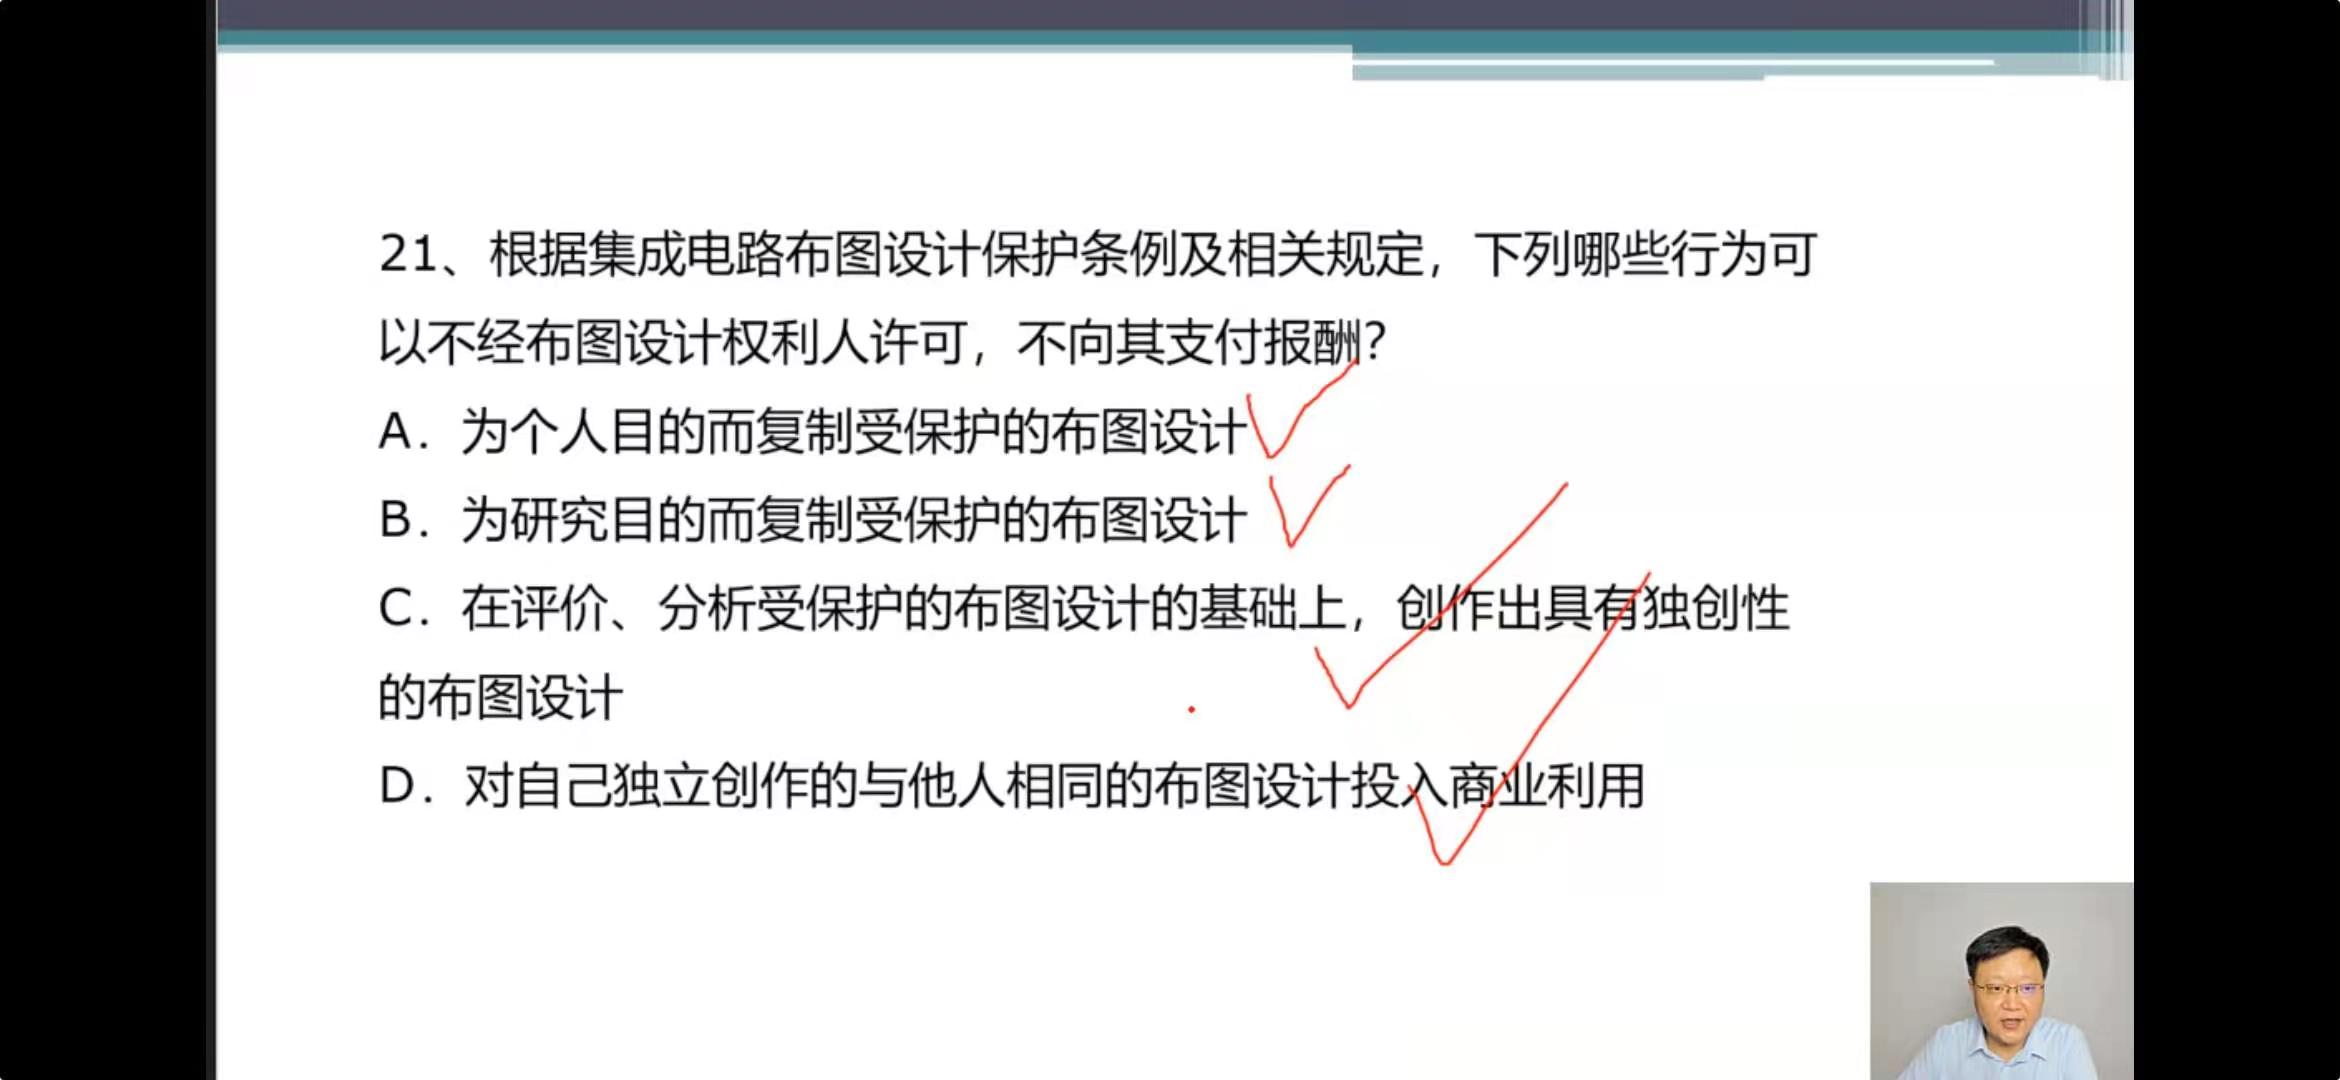 21、根据集成电路布图设计保护条例及相关规定，下列哪些行为可
以不经布图设计权利人许可，不向其支付报酬？
A．为个人目的而复制受保护的布图设计
B．为研究目的而复制受保护的布图设计
C．在评价、分析受保护的布图设计的基础上，创作出具有独创性
的布图设计
D．对自己独立创作的与他人相同的布图设计投入商业利用